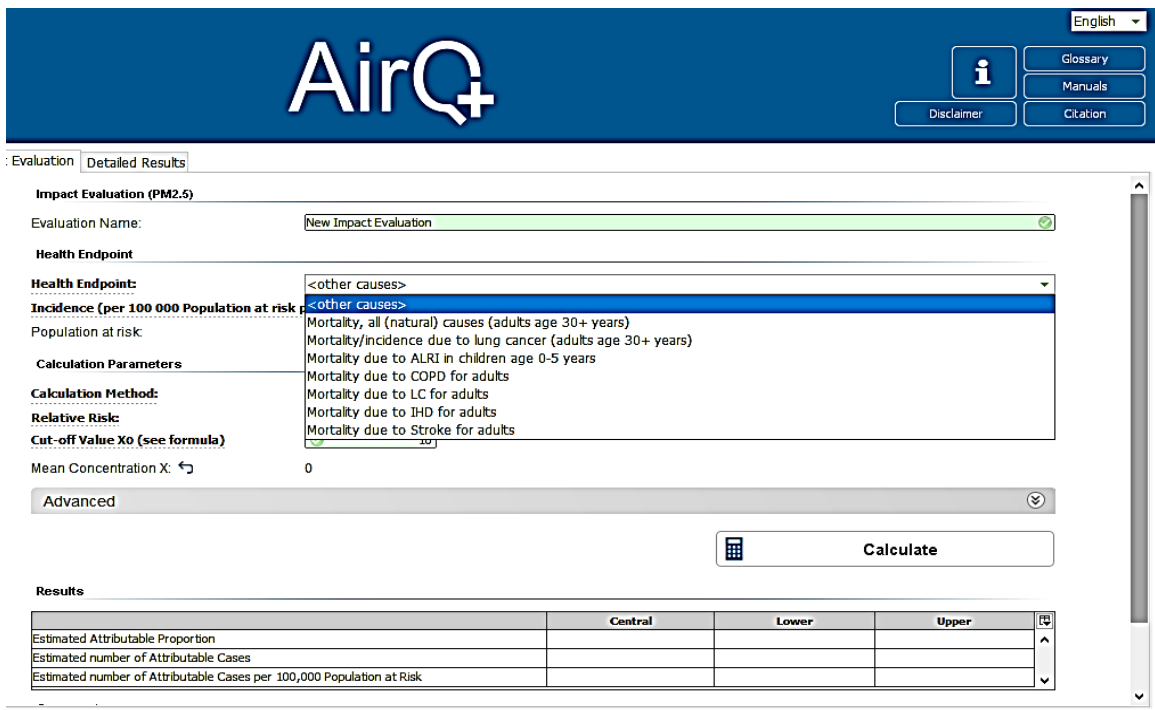 English
AirQ+
i
Glossary
Manuals
Disclaimer
Citation
: Evaluation
Detailed Results
Impact Evaluation (PM2.5)
Evaluation Name:
New Impact Evaluation
Health Endpoint
Health Endpoint:
<other causes>
Incidence (per 100 000 Population at risk p
<other causes>
Mortality, all (natural) causes (adults age 30+ years)
Population at risk:
Mortality/incidence due to lung cancer (adults age 30+ years)
Mortality due to ALRI in children age 0-5 years
Calculation Parameters
Mortality due to COPD for adults
Calculation Method:
Mortality due to LC for adults
Relative Risk:
Mortality due to IHD for adults
Mortality due to Stroke for adults
Cut-off Value X0 (see formula)
10
Mean Concentration X:
0
Advanced
Calculate
Results
Central Lower Upper
Estimated Attributable Proportion
Estimated number of Attributable Cases
Estimated number of Attributable Cases per 100,000 Population at Risk